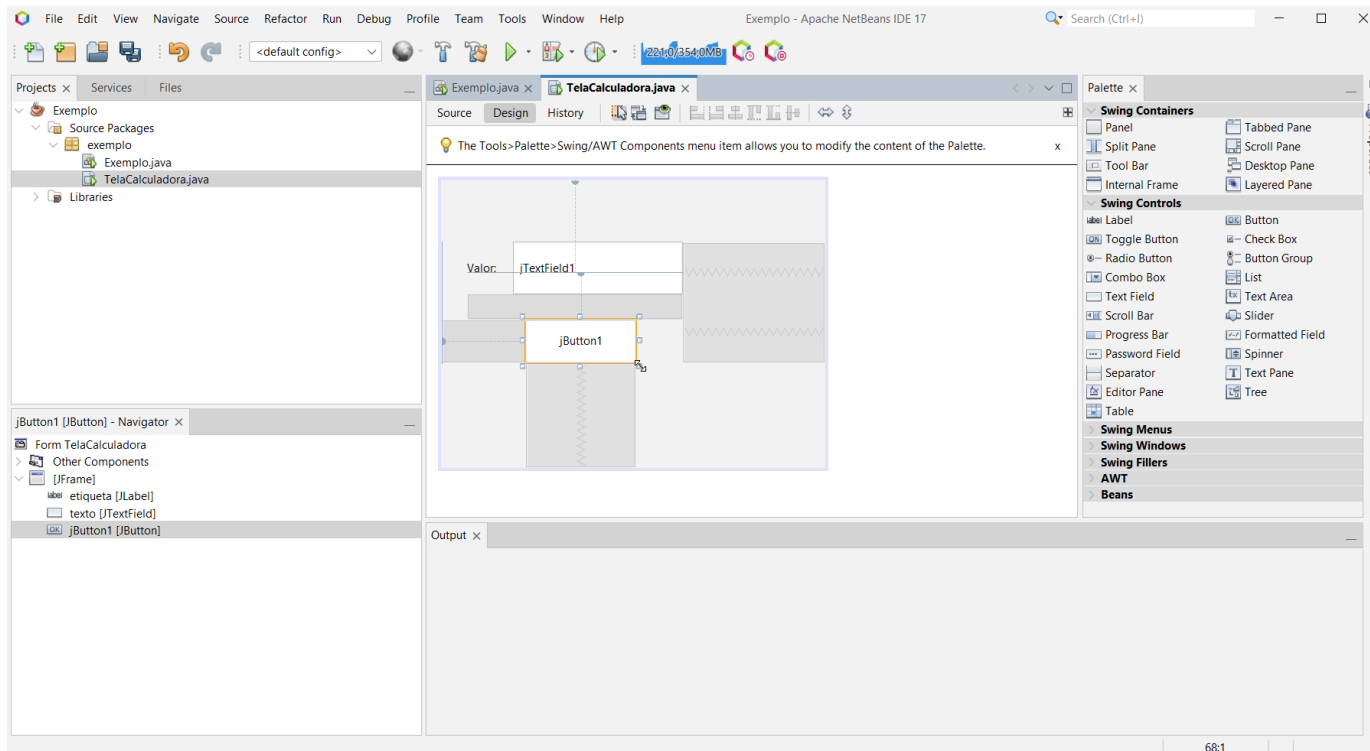 File Edit View Navigate Source Refactor Run Debug Profile Team Tools Window Help Exemplo - Apache NetBeans IDE 17 Search (Ctrl+I)
<default config> 221,0/354,0MB
Projects Services Files
Exemplo
Source Packages
exemplo
Exemplo.java
TelaCalculadora.java
Libraries
jButton1 [JButton] - Navigator
Form TelaCalculadora
Other Components
[JFrame]
label etiqueta [JLabel]
texto [JTextField]
OK jButton1 [JButton]
Exemplo.java TelaCalculadora.java
Source Design History
The Tools>Palette>Swing/AWT Components menu item allows you to modify the content of the Palette. x
Valor: jTextField1
jButton1
Output
Palette
Swing Containers
Panel Tabbed Pane
Split Pane Scroll Pane
Tool Bar Desktop Pane
Internal Frame Layered Pane
Swing Controls
label Label OK Button
ON Toggle Button Check Box
Radio Button Button Group
Combo Box List
Text Field Text Area
Scroll Bar Slider
Progress Bar Formatted Field
Password Field Spinner
Separator T Text Pane
Editor Pane Tree
Table
Swing Menus
Swing Windows
Swing Fillers
AWT
Beans
68:1